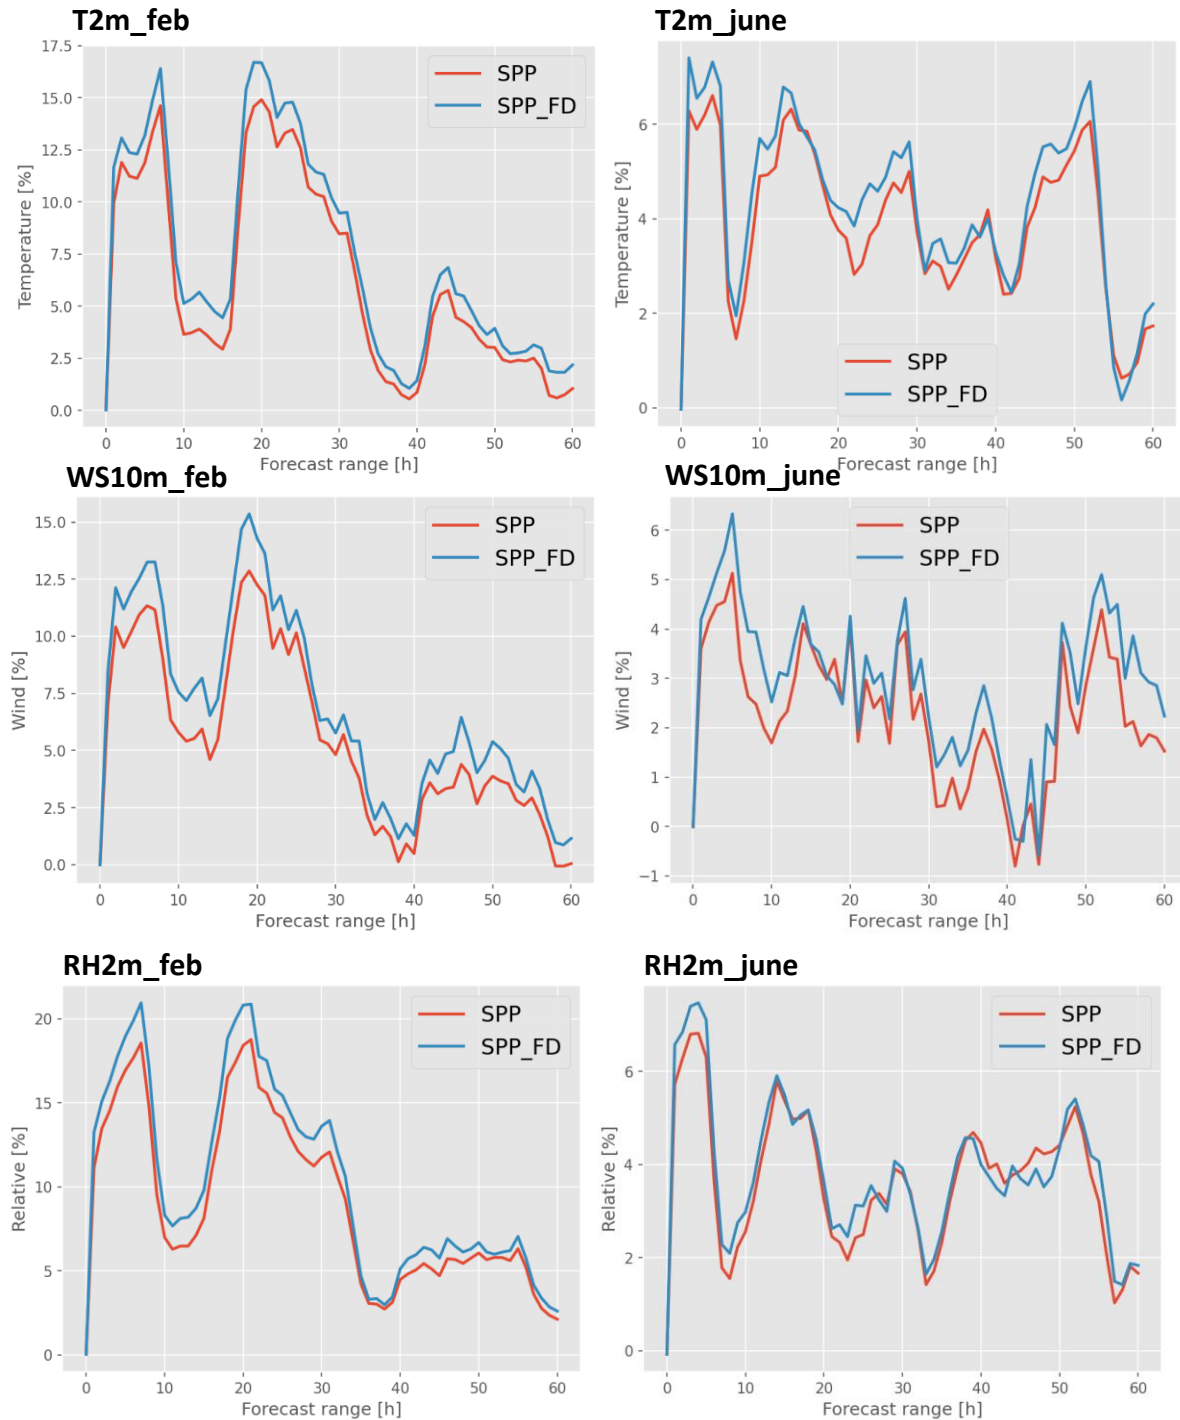 T2m_feb
17.5
15.0
12.5
10.0
7.5
5.0
2.5
0.0
Temperature [%]
SPP
SPP_FD
0 10 20 30 40 50 60
Forecast range [h]
T2m_june
6
4
2
0
Temperature [%]
SPP
SPP_FD
0 10 20 30 40 50 60
Forecast range [h]
WS10m_feb
15.0
12.5
10.0
7.5
5.0
2.5
0.0
Wind [%]
SPP
SPP_FD
0 10 20 30 40 50 60
Forecast range [h]
WS10m_june
6
5
4
3
2
1
0
−1
Wind [%]
SPP
SPP_FD
0 10 20 30 40 50 60
Forecast range [h]
RH2m_feb
20
15
10
5
0
Relative [%]
SPP
SPP_FD
0 10 20 30 40 50 60
Forecast range [h]
RH2m_june
6
4
2
0
Relative [%]
SPP
SPP_FD
0 10 20 30 40 50 60
Forecast range [h]